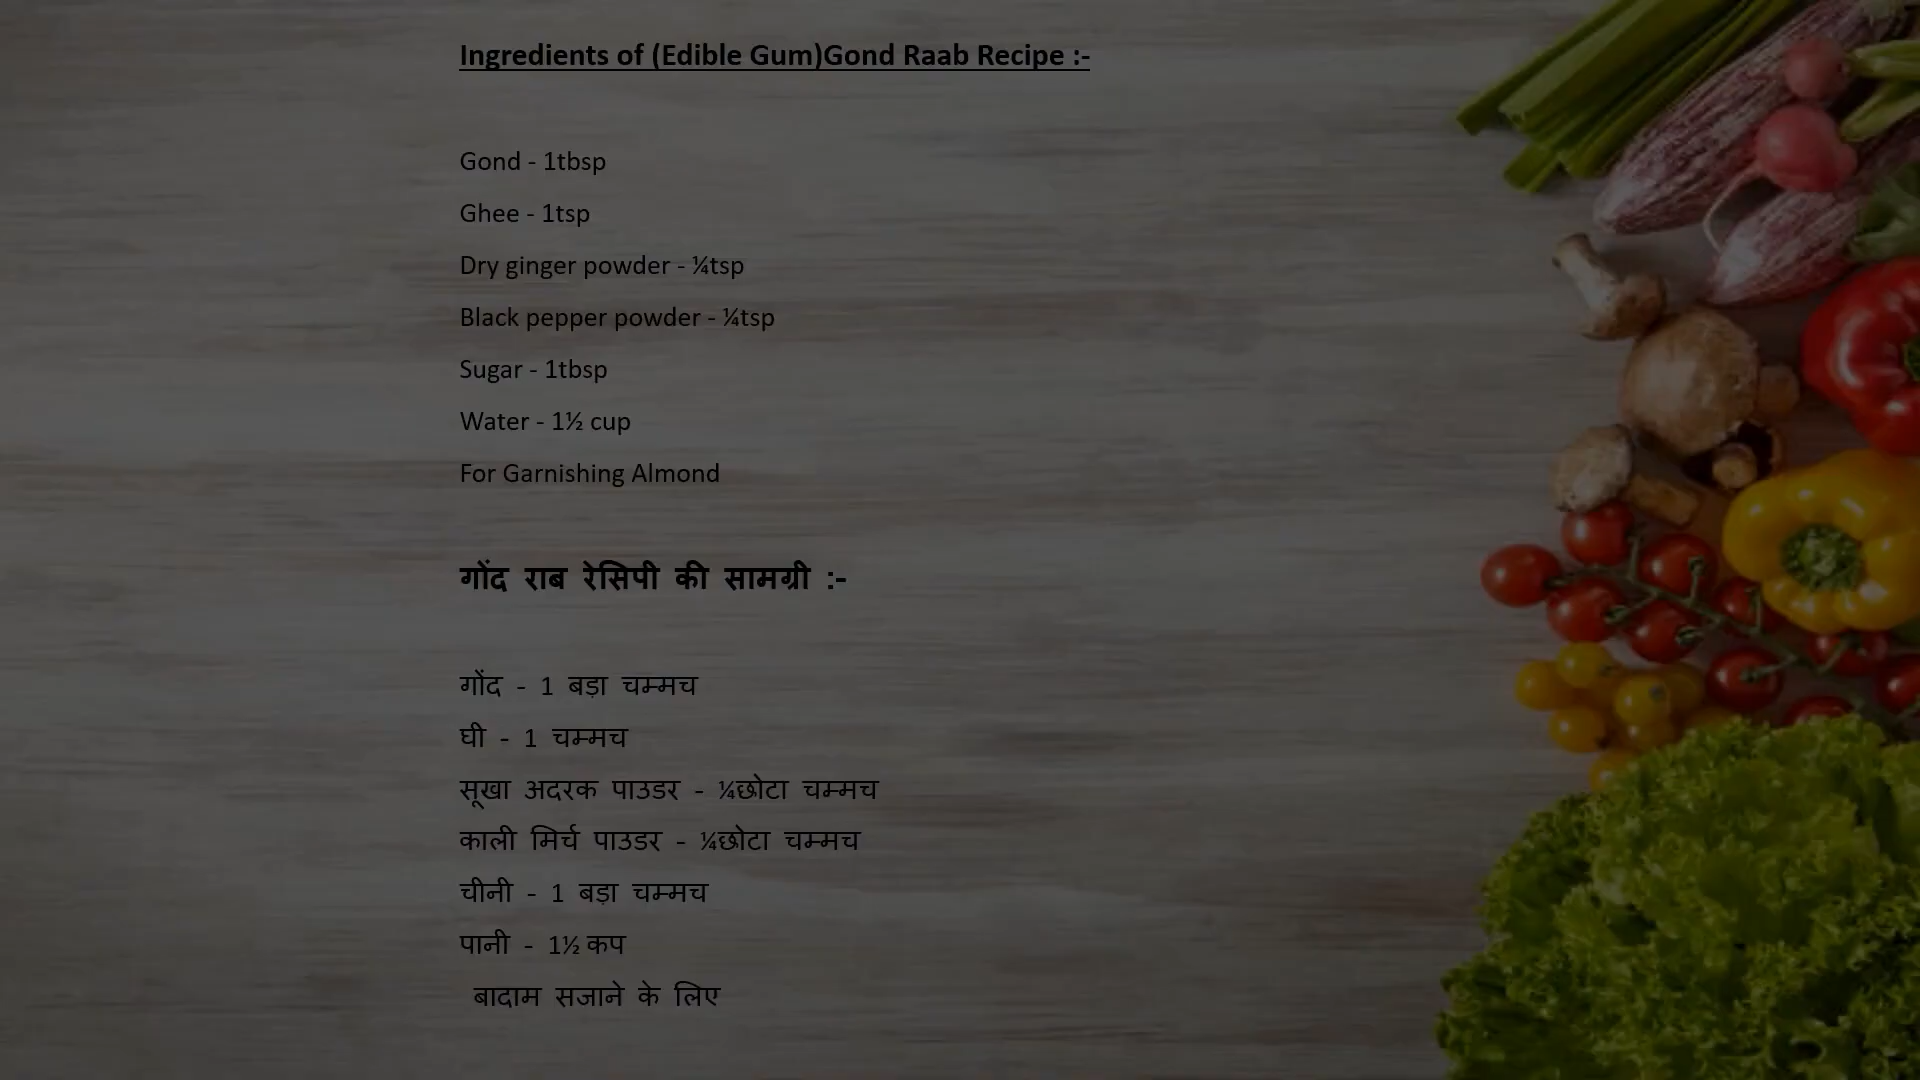 Ingredients of (Edible Gum)Gond Raab Recipe :-
Gond - 1tbsp
Ghee - 1tsp
Dry ginger powder - ¼tsp
Black pepper powder - ¼tsp
Sugar - 1tbsp
Water - 1½ cup
For Garnishing Almond
गोंद राब रेसिपी की सामग्री :-
गोंद - 1 बड़ा चम्मच
घी - 1 चम्मच
सूखा अदरक पाउडर - ¼छोटा चम्मच
काली मिर्च पाउडर - ¼छोटा चम्मच
चीनी - 1 बड़ा चम्मच
पानी - 1½ कप
बादाम सजाने के लिए